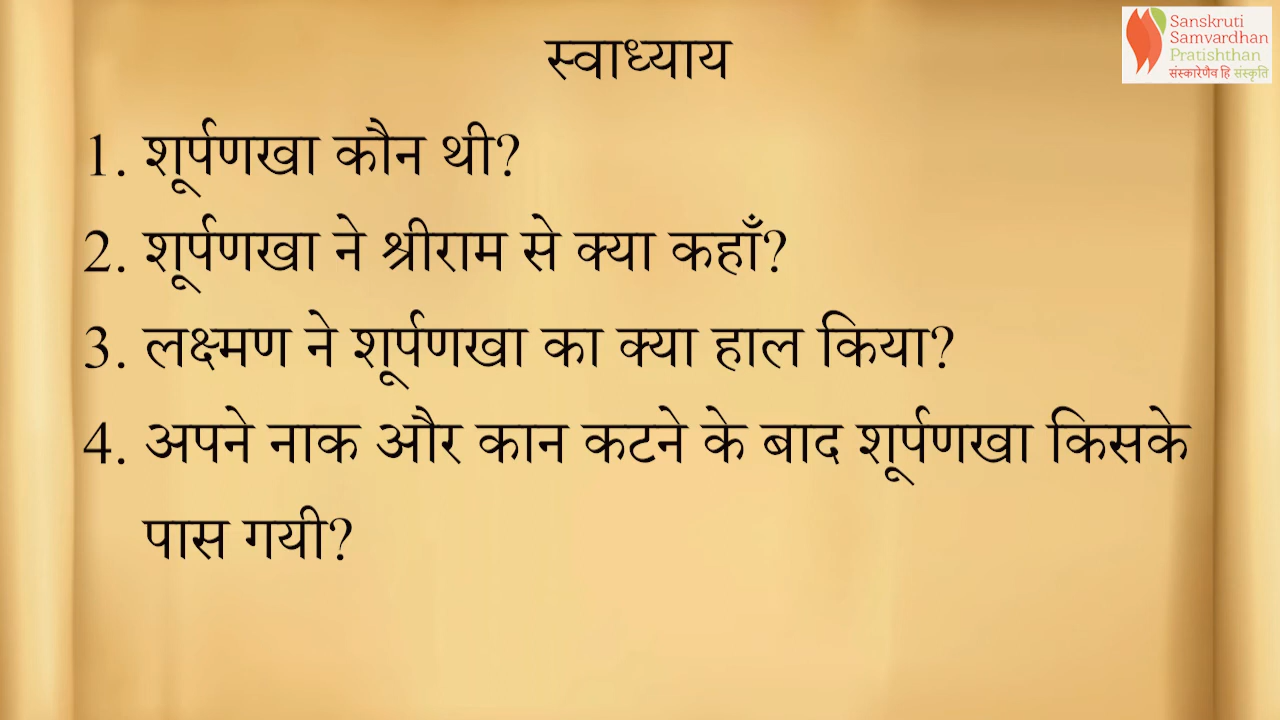 स्वाध्याय
Sanskruti
Samvardhan
Pratishthan
संस्कारेणैव हि संस्कृति
1. शूर्पणखा कौन थी?
2. शूर्पणखा ने श्रीराम से क्या कहाँ?
3. लक्ष्मण ने शूर्पणखा का क्या हाल किया?
4. अपने नाक और कान कटने के बाद शूर्पणखा किसके
पास गयी?